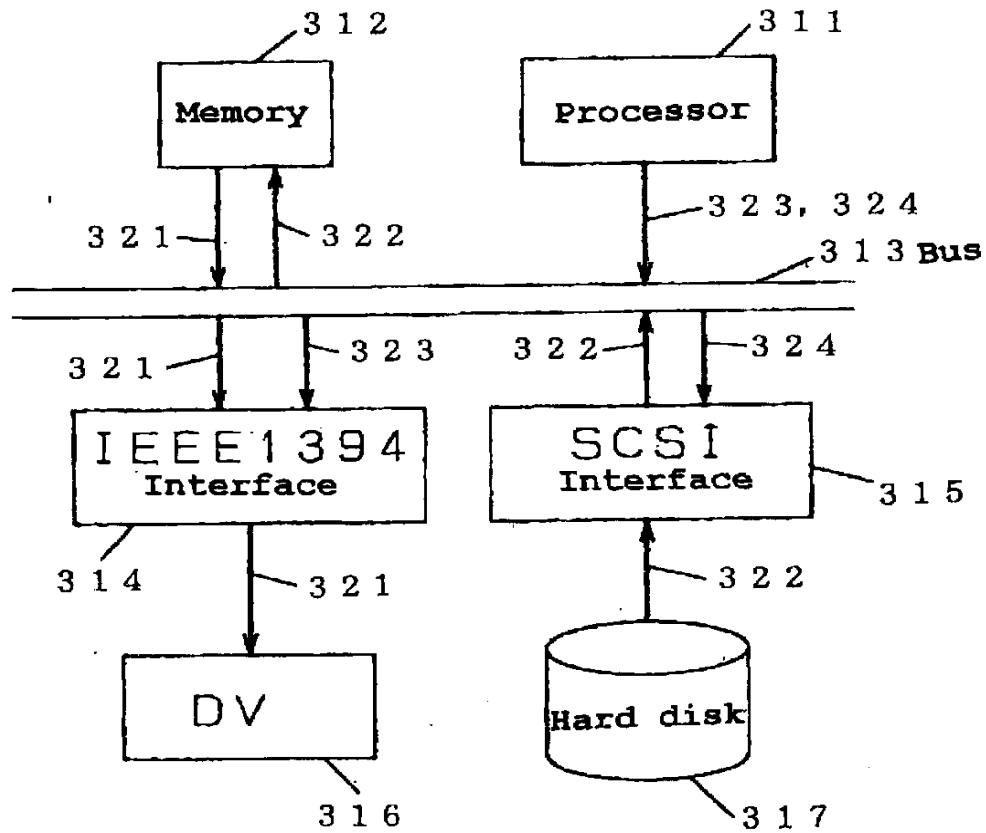 312
311
Memory
Processor
321
322
323, 324
313 Bus
321
323
322
324
IEEE1394
Interface
SCSI
Interface
315
314
321
322
DV
Hard disk
316
317